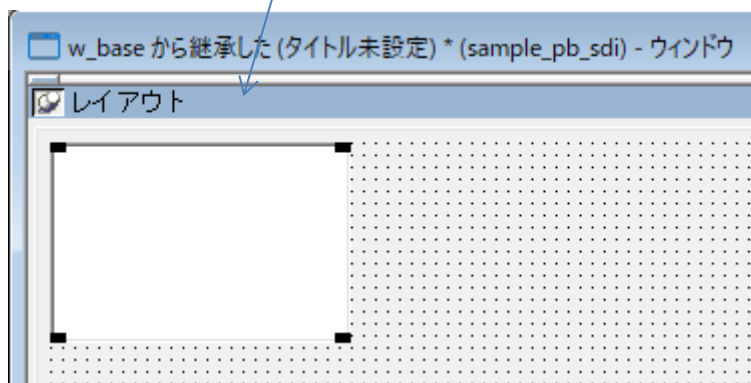 w_base から継承した (タイトル未設定) * (sample_pb_sdi) - ウィンドウ
レイアウト